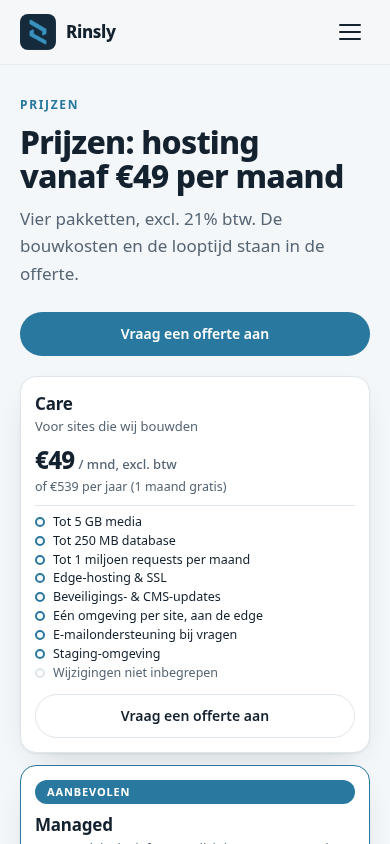 Rinsly
PRIJZEN
Prijzen: hosting
vanaf €49 per maand
Vier pakketten, excl. 21% btw. De
bouwkosten en de looptijd staan in de
offerte.
Vraag een offerte aan
Care
Voor sites die wij bouwden
€49 / mnd, excl. btw
of €539 per jaar (1 maand gratis)
Tot 5 GB media
Tot 250 MB database
Tot 1 miljoen requests per maand
Edge-hosting & SSL
Beveiligings- & CMS-updates
Eén omgeving per site, aan de edge
E-mailondersteuning bij vragen
Staging-omgeving
Wijzigingen niet inbegrepen
Vraag een offerte aan
AANBEVOLEN
Managed